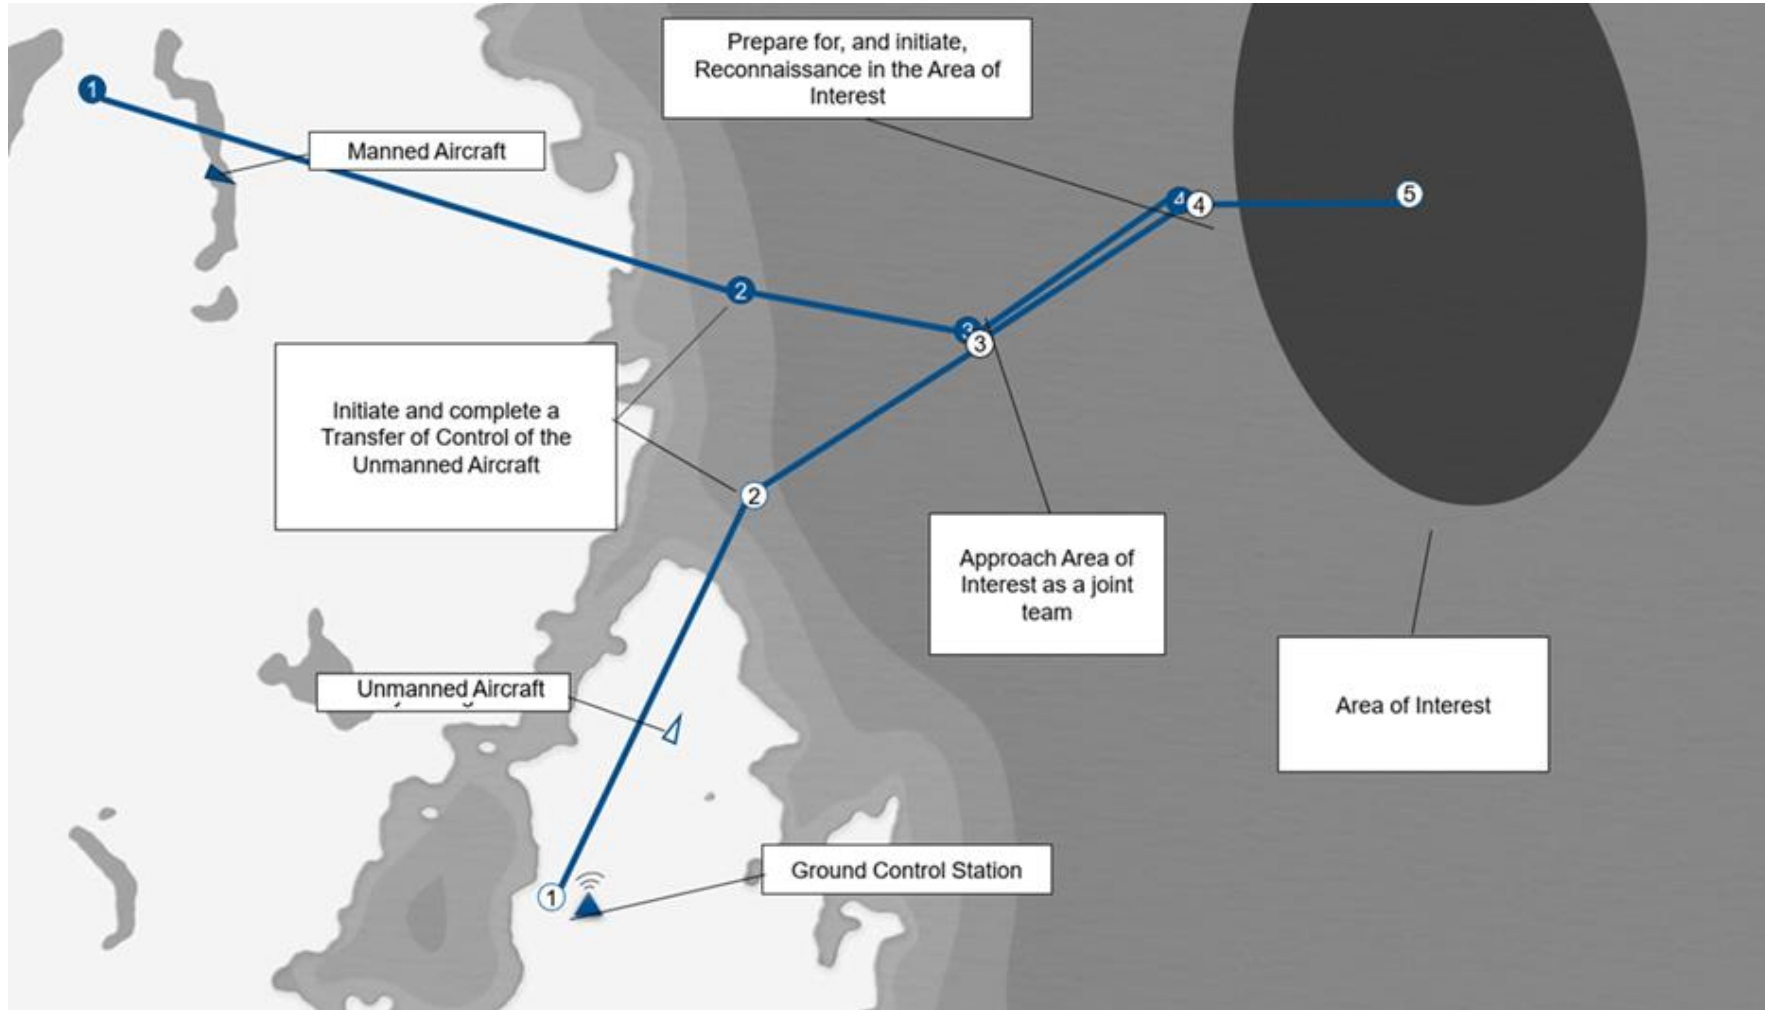 Prepare for, and initiate,
Reconnaissance in the Area of
Interest
1
Manned Aircraft
4
4
5
2
3
3
Initiate and complete a
Transfer of Control of the
Unmanned Aircraft
2
Approach Area of
Interest as a joint
team
Unmanned Aircraft
Area of Interest
Ground Control Station
1